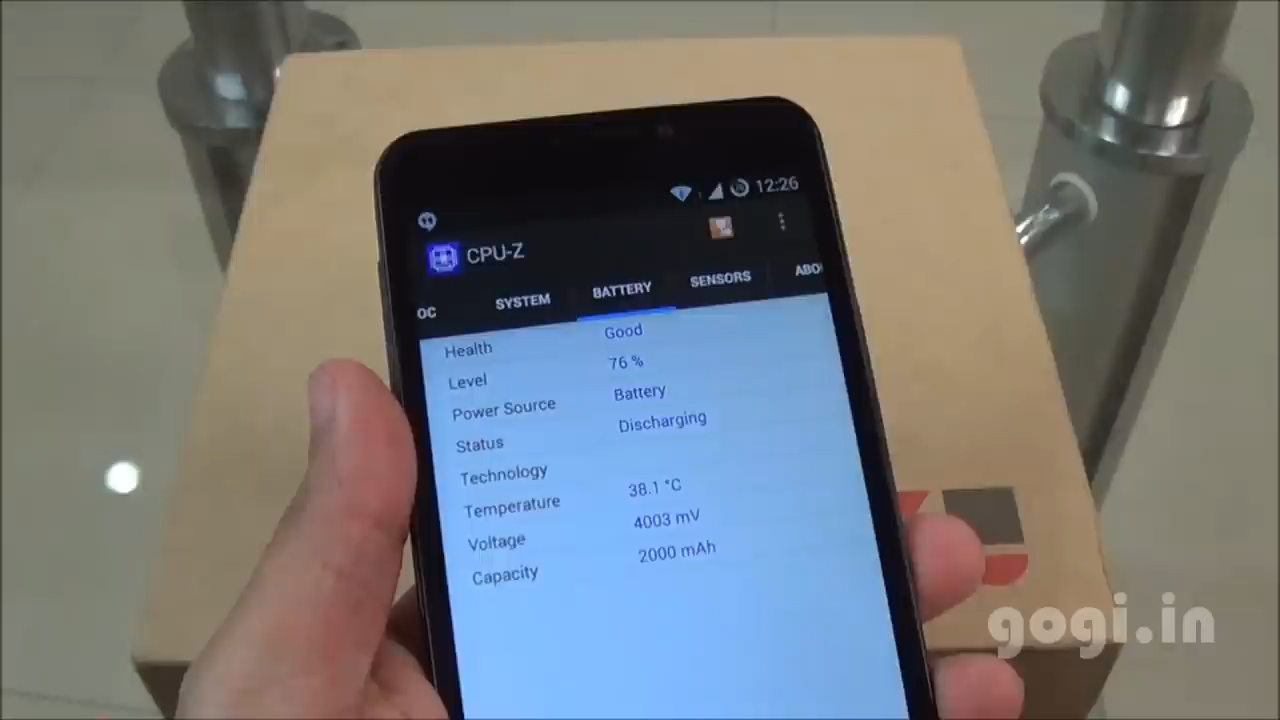 12:26
CPU-Z
OC SYSTEM BATTERY SENSORS ABO
Health Good
Level 76 %
Power Source Battery
Status Discharging
Technology
Temperature 38.1 °C
Voltage 4003 mV
Capacity 2000 mAh
gogi.in